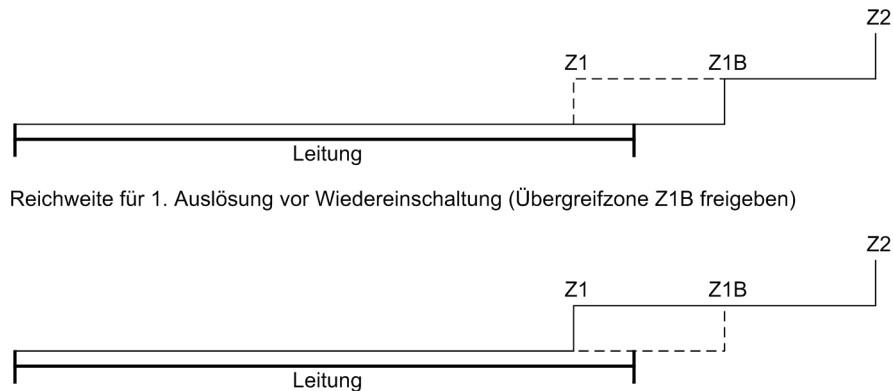 Z2
Z1 Z1B
Leitung
Reichweite für 1. Auslösung vor Wiedereinschaltung (Übergreifzone Z1B freigeben)
Z2
Z1 Z1B
Leitung